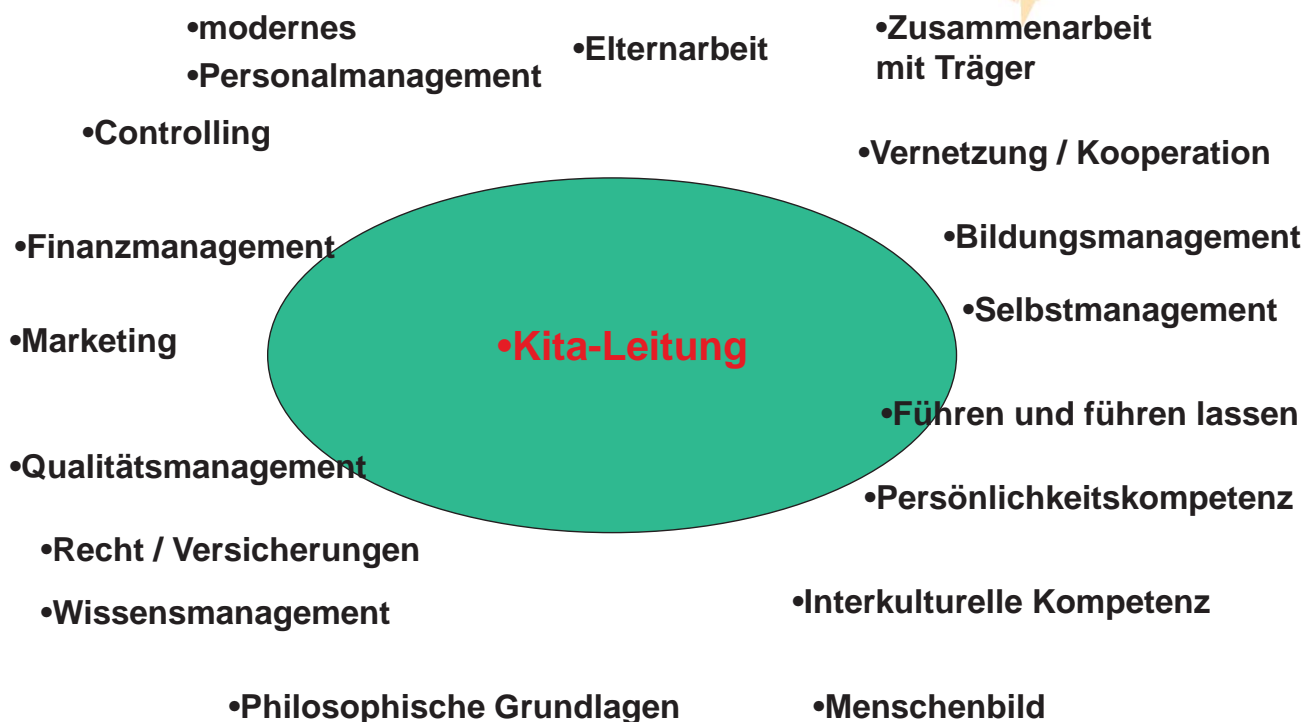 •modernes
•Personalmanagement
•Elternarbeit
•Zusammenarbeit
mit Träger
•Controlling
•Vernetzung / Kooperation
•Finanzmanagement
•Bildungsmanagement
•Selbstmanagement
•Marketing
•Kita-Leitung
•Führen und führen lassen
•Qualitätsmanagement
•Persönlichkeitskompetenz
•Recht / Versicherungen
•Wissensmanagement
•Interkulturelle Kompetenz
•Philosophische Grundlagen
•Menschenbild